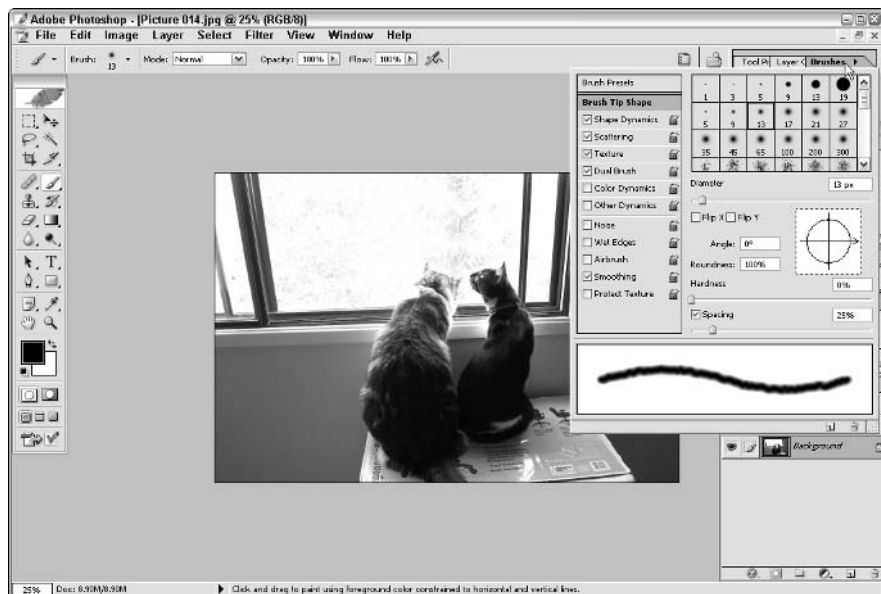 Adobe Photoshop - [Picture 014.jpg @ 25% (RGB/8)]
File Edit Image Layer Select Filter View Window Help
Brush: 13 Mode: Normal Opacity: 100% Flow: 100%
Tool Layer Brushes
Brush Presets
Brush Tip Shape
Shape Dynamics
Scattering
Texture
Dual Brush
Color Dynamics
Other Dynamics
Noise
Wet Edges
Airbrush
Smoothing
Protect Texture
1 3 5 9 13 19
5 9 13 17 21 27
35 45 65 100 200 300
Diameter 13 px
Flip X Flip Y
Angle: 0°
Roundness: 100%
Hardness 0%
Spacing 25%
Background
25% Doc: 8.90M/8.90M Click and drag to paint using foreground color constrained to horizontal and vertical lines.